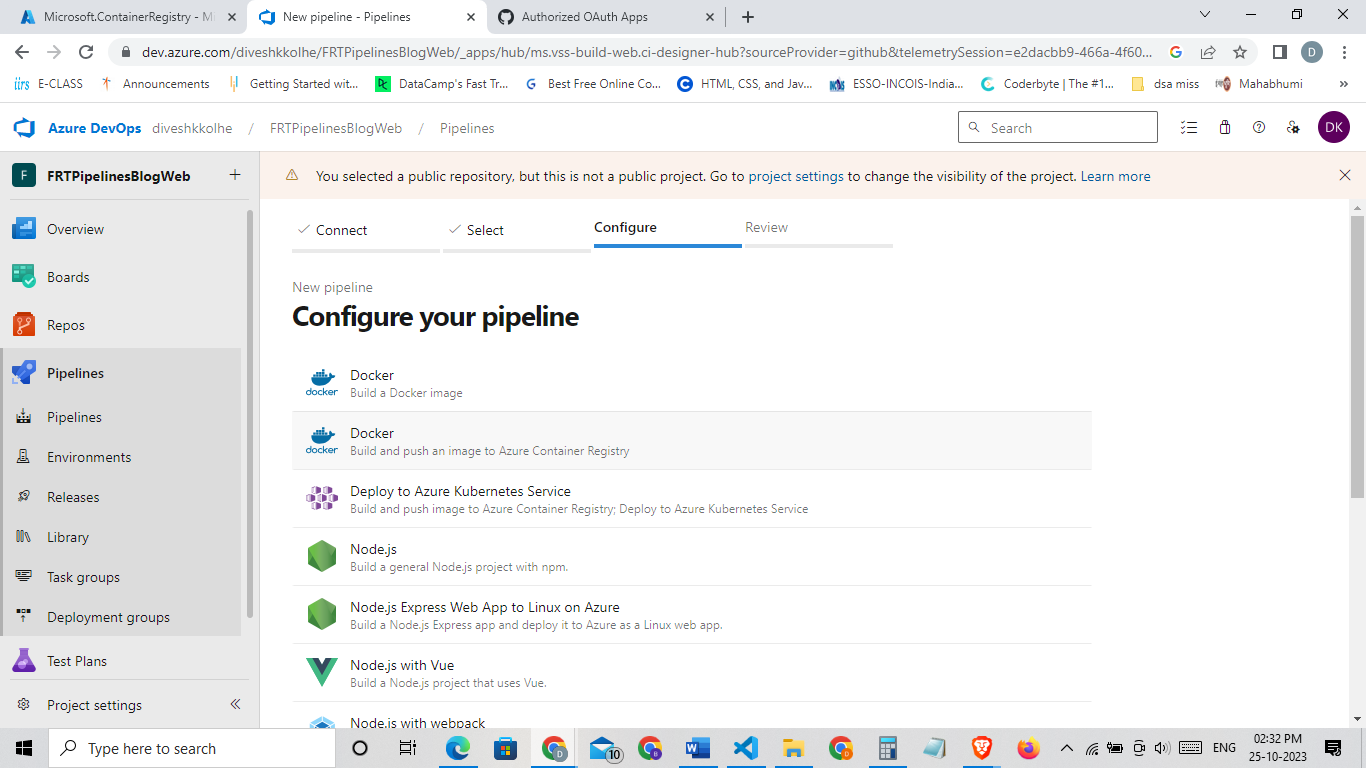 Microsoft.ContainerRegistry - Mi
New pipeline - Pipelines
Authorized OAuth Apps
dev.azure.com/diveshkkolhe/FRTPipelinesBlogWeb/_apps/hub/ms.vss-build-web.ci-designer-hub?sourceProvider=github&telemetrySession=e2dacbb9-466a-4f60...
D
E-CLASS
Announcements
Getting Started wit...
DataCamp's Fast Tr...
Best Free Online Co...
HTML, CSS, and Jav...
ESSO-INCOIS-India...
Coderbyte | The #1...
dsa miss
Mahabhumi
»
Azure DevOps diveshkkolhe / FRTPipelinesBlogWeb / Pipelines
Search
DK
F FRTPipelinesBlogWeb +
You selected a public repository, but this is not a public project. Go to project settings to change the visibility of the project. Learn more
Overview
Boards
Repos
Pipelines
Pipelines
Environments
Releases
Library
Task groups
Deployment groups
Test Plans
Project settings
Connect
Select
Configure
Review
New pipeline
Configure your pipeline
docker
Docker
Build a Docker image
docker
Docker
Build and push an image to Azure Container Registry
Deploy to Azure Kubernetes Service
Build and push image to Azure Container Registry; Deploy to Azure Kubernetes Service
Node.js
Build a general Node.js project with npm.
Node.js Express Web App to Linux on Azure
Build a Node.js Express app and deploy it to Azure as a Linux web app.
Node.js with Vue
Build a Node.js project that uses Vue.
Node.js with webpack
Type here to search
10
ENG
02:32 PM
25-10-2023